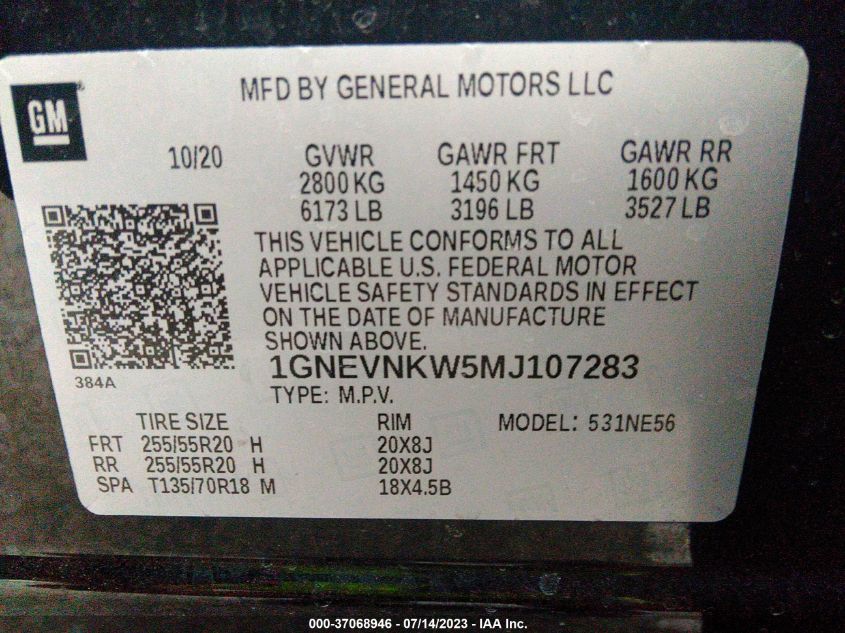 GM
MFD BY GENERAL MOTORS LLC
10/20 GVWR GAWR FRT GAWR RR
2800 KG 1450 KG 1600 KG
6173 LB 3196 LB 3527 LB
THIS VEHICLE CONFORMS TO ALL
APPLICABLE U.S. FEDERAL MOTOR
VEHICLE SAFETY STANDARDS IN EFFECT
ON THE DATE OF MANUFACTURE
SHOWN ABOVE.
384A
1GNEVNKW5MJ107283
TYPE: M.P.V.
TIRE SIZE RIM MODEL: 531NE56
FRT 255/55R20 H 20X8J
RR 255/55R20 H 20X8J
SPA T135/70R18 M 18X4.5B
000-37068946 - 07/14/2023 - IAA Inc.